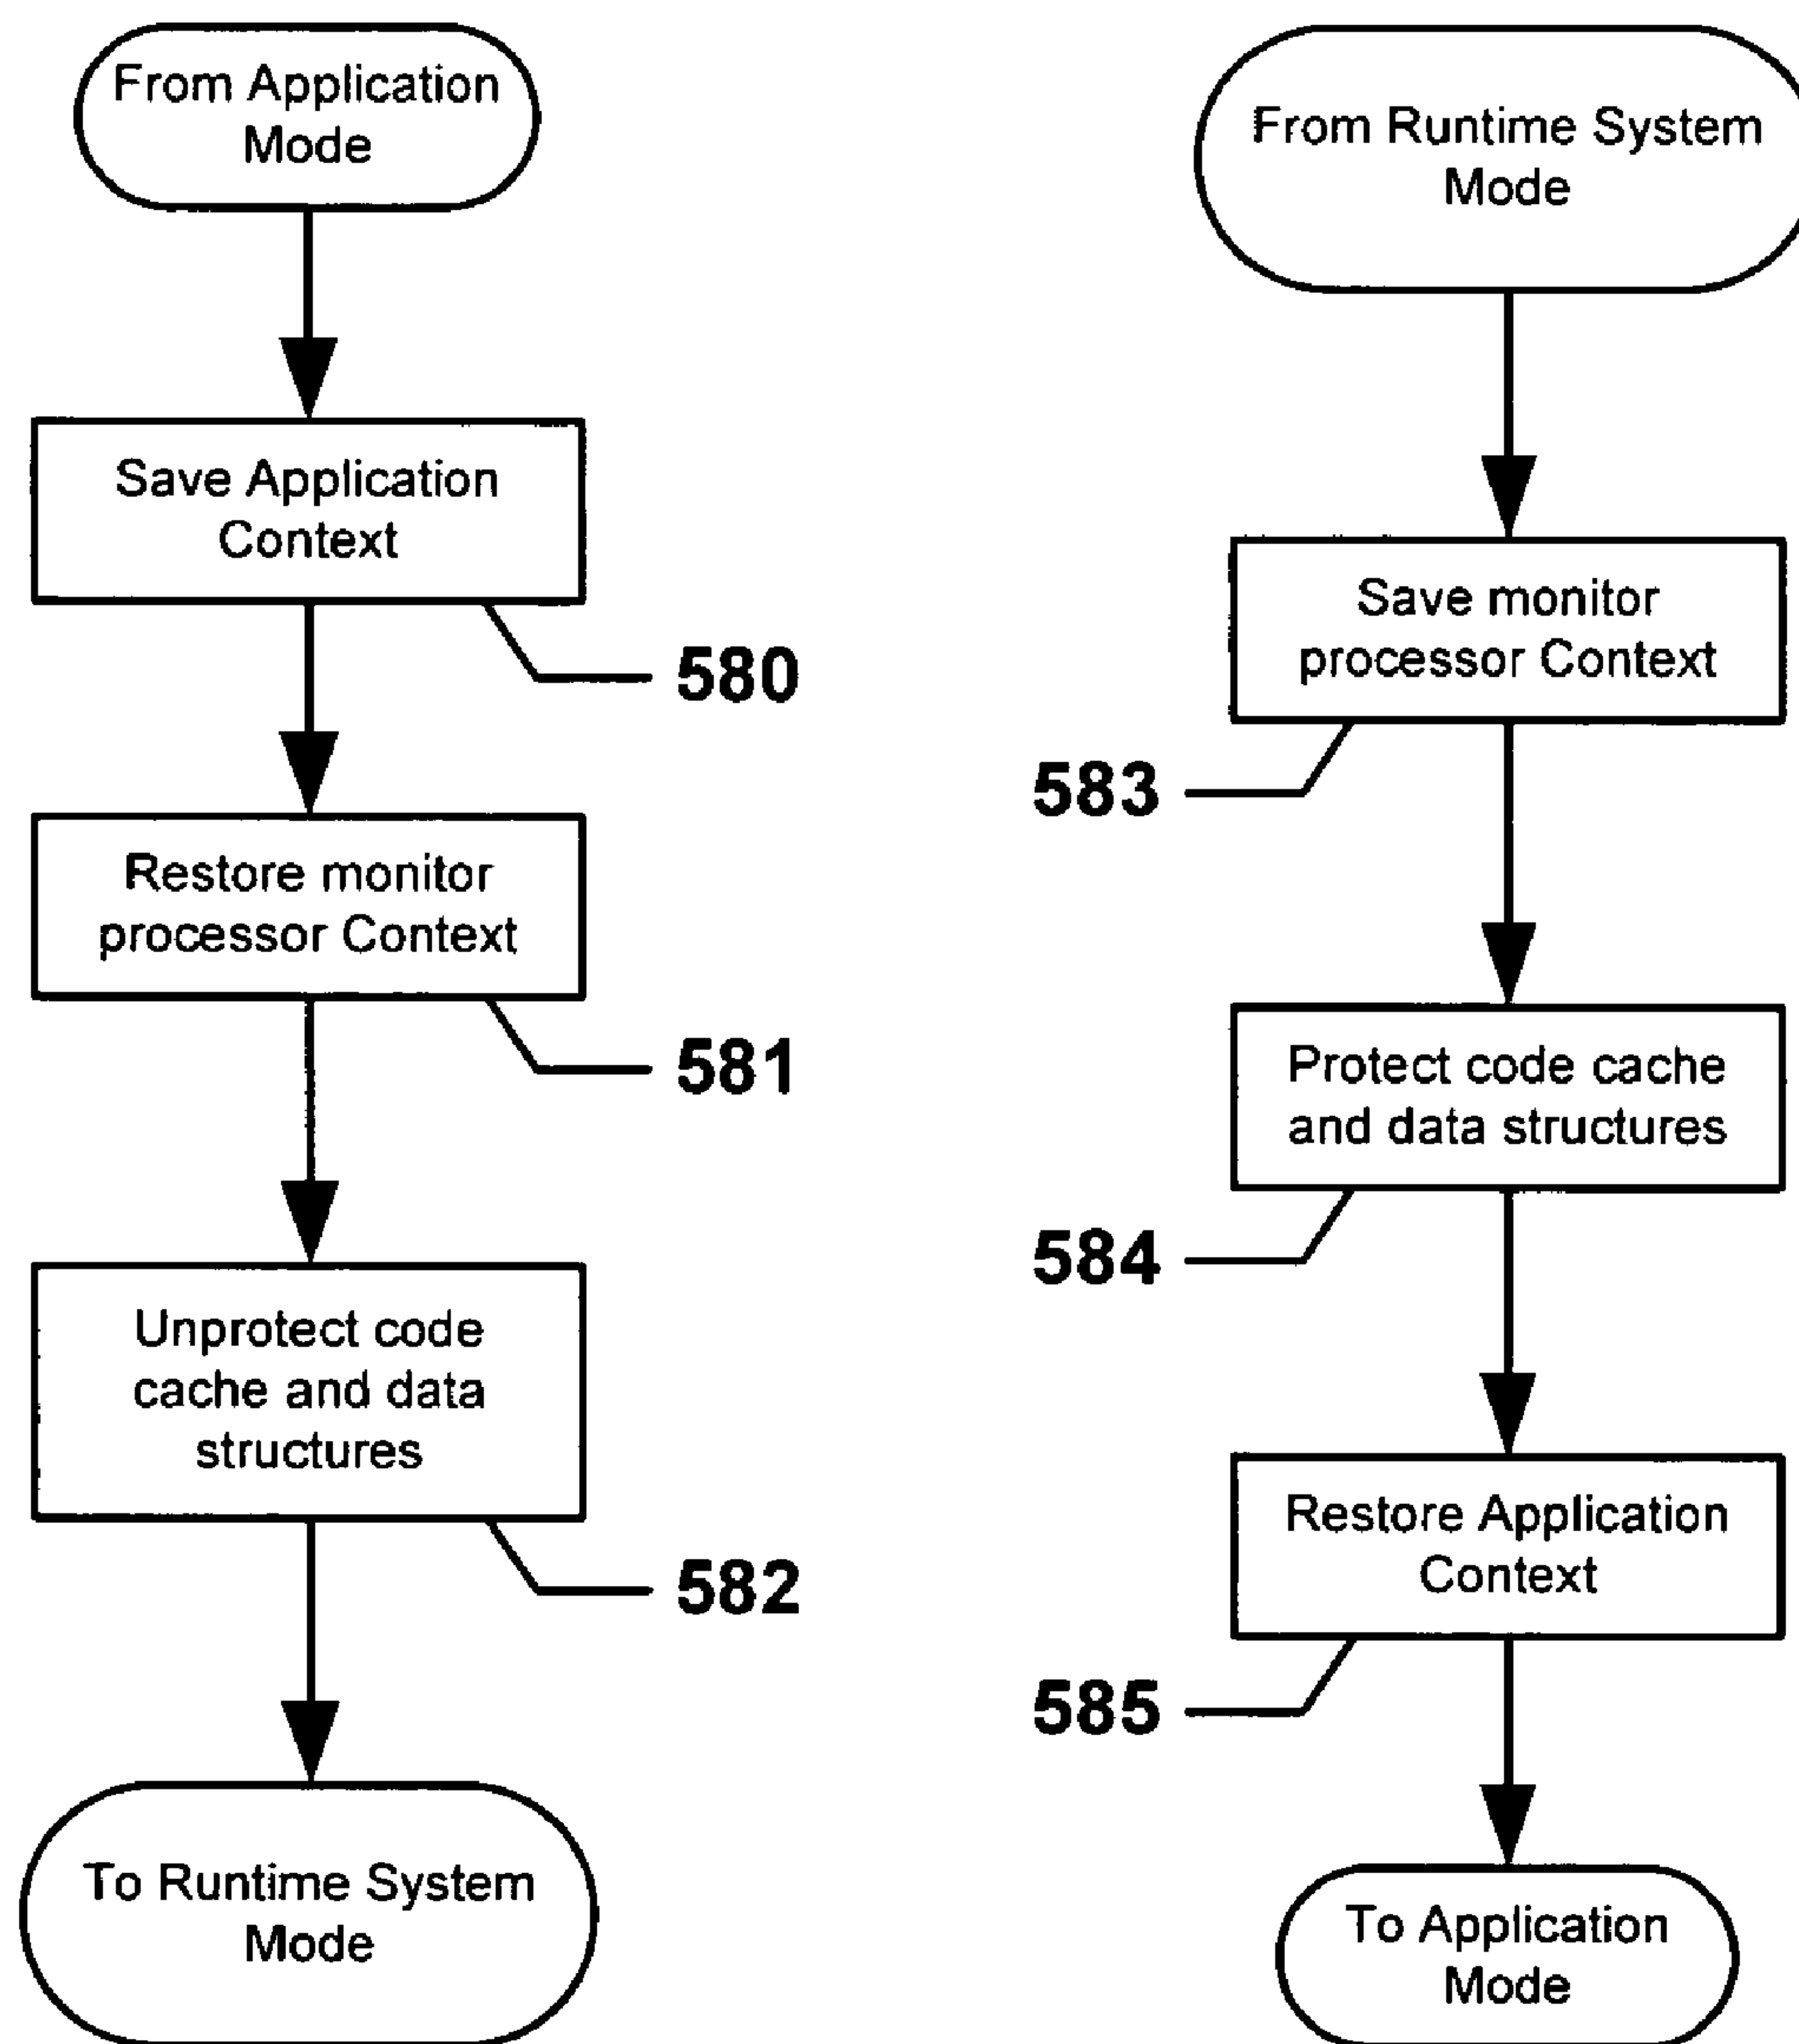 From Application
Mode
Save Application
Context
580
Restore monitor
processor Context
581
Unprotect code
cache and data
structures
582
To Runtime System
Mode
From Runtime System
Mode
Save monitor
processor Context
583
Protect code cache
and data structures
584
Restore Application
Context
585
To Application
Mode